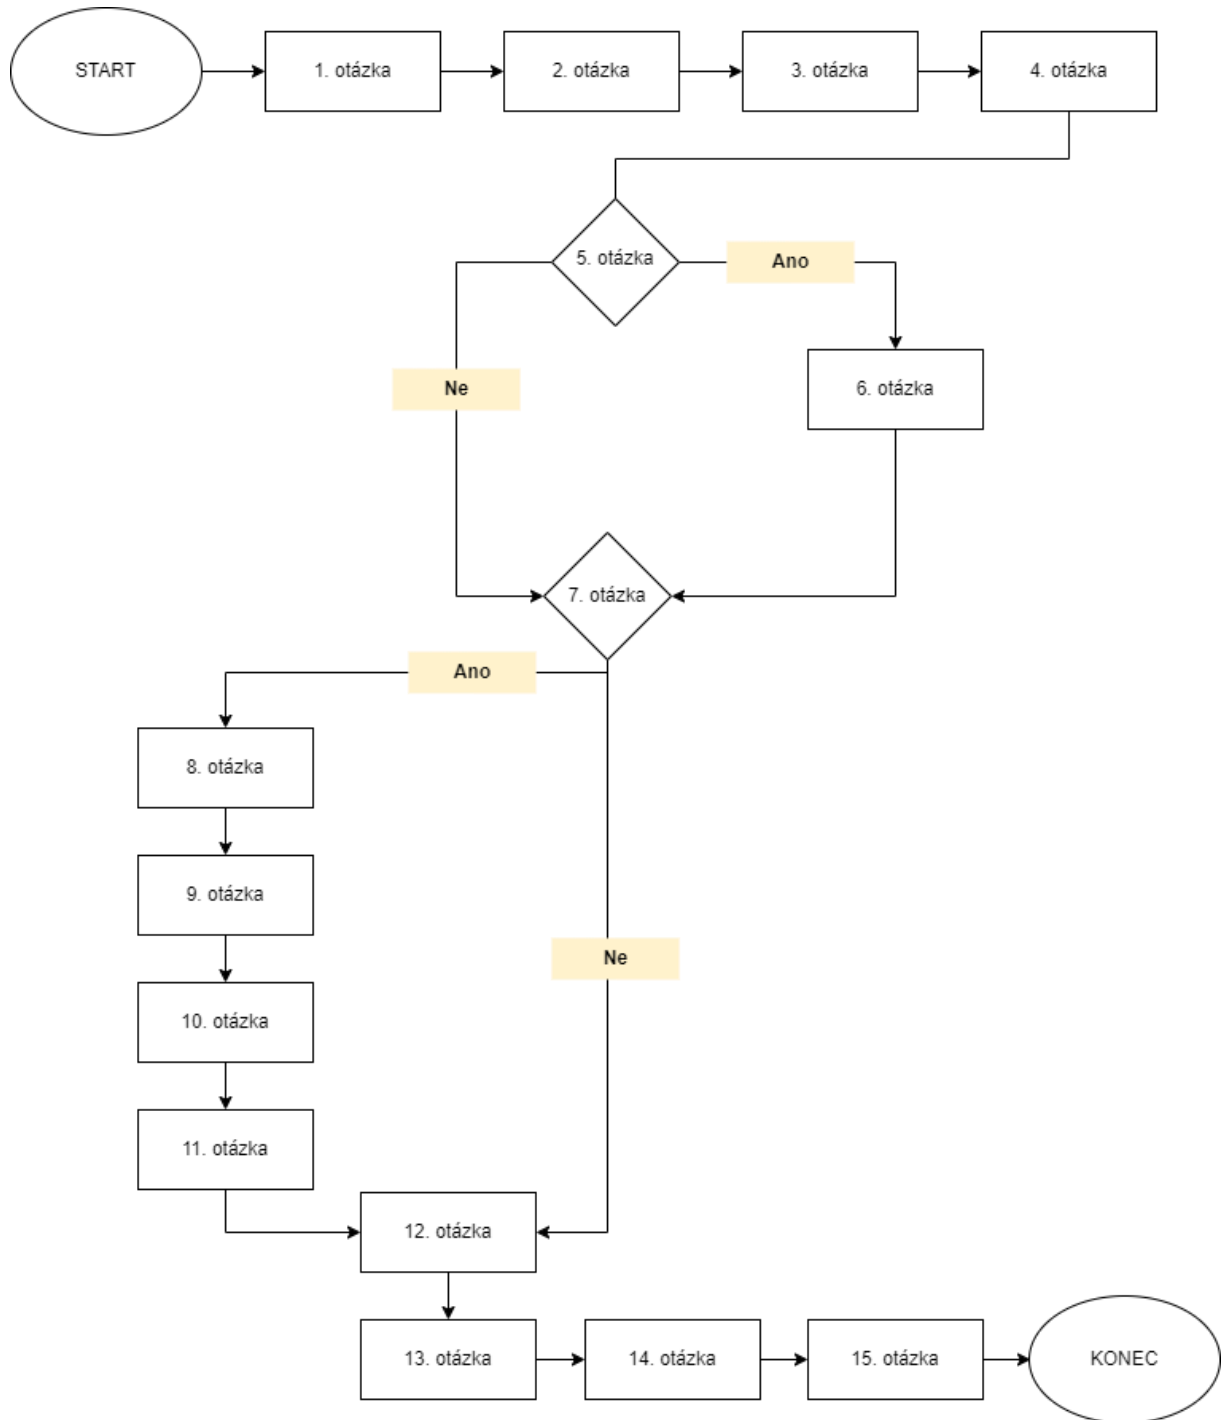 START
1. otázka
2. otázka
3. otázka
4. otázka
5. otázka
Ano
Ne
6. otázka
7. otázka
Ano
8. otázka
9. otázka
Ne
10. otázka
11. otázka
12. otázka
13. otázka
14. otázka
15. otázka
KONEC